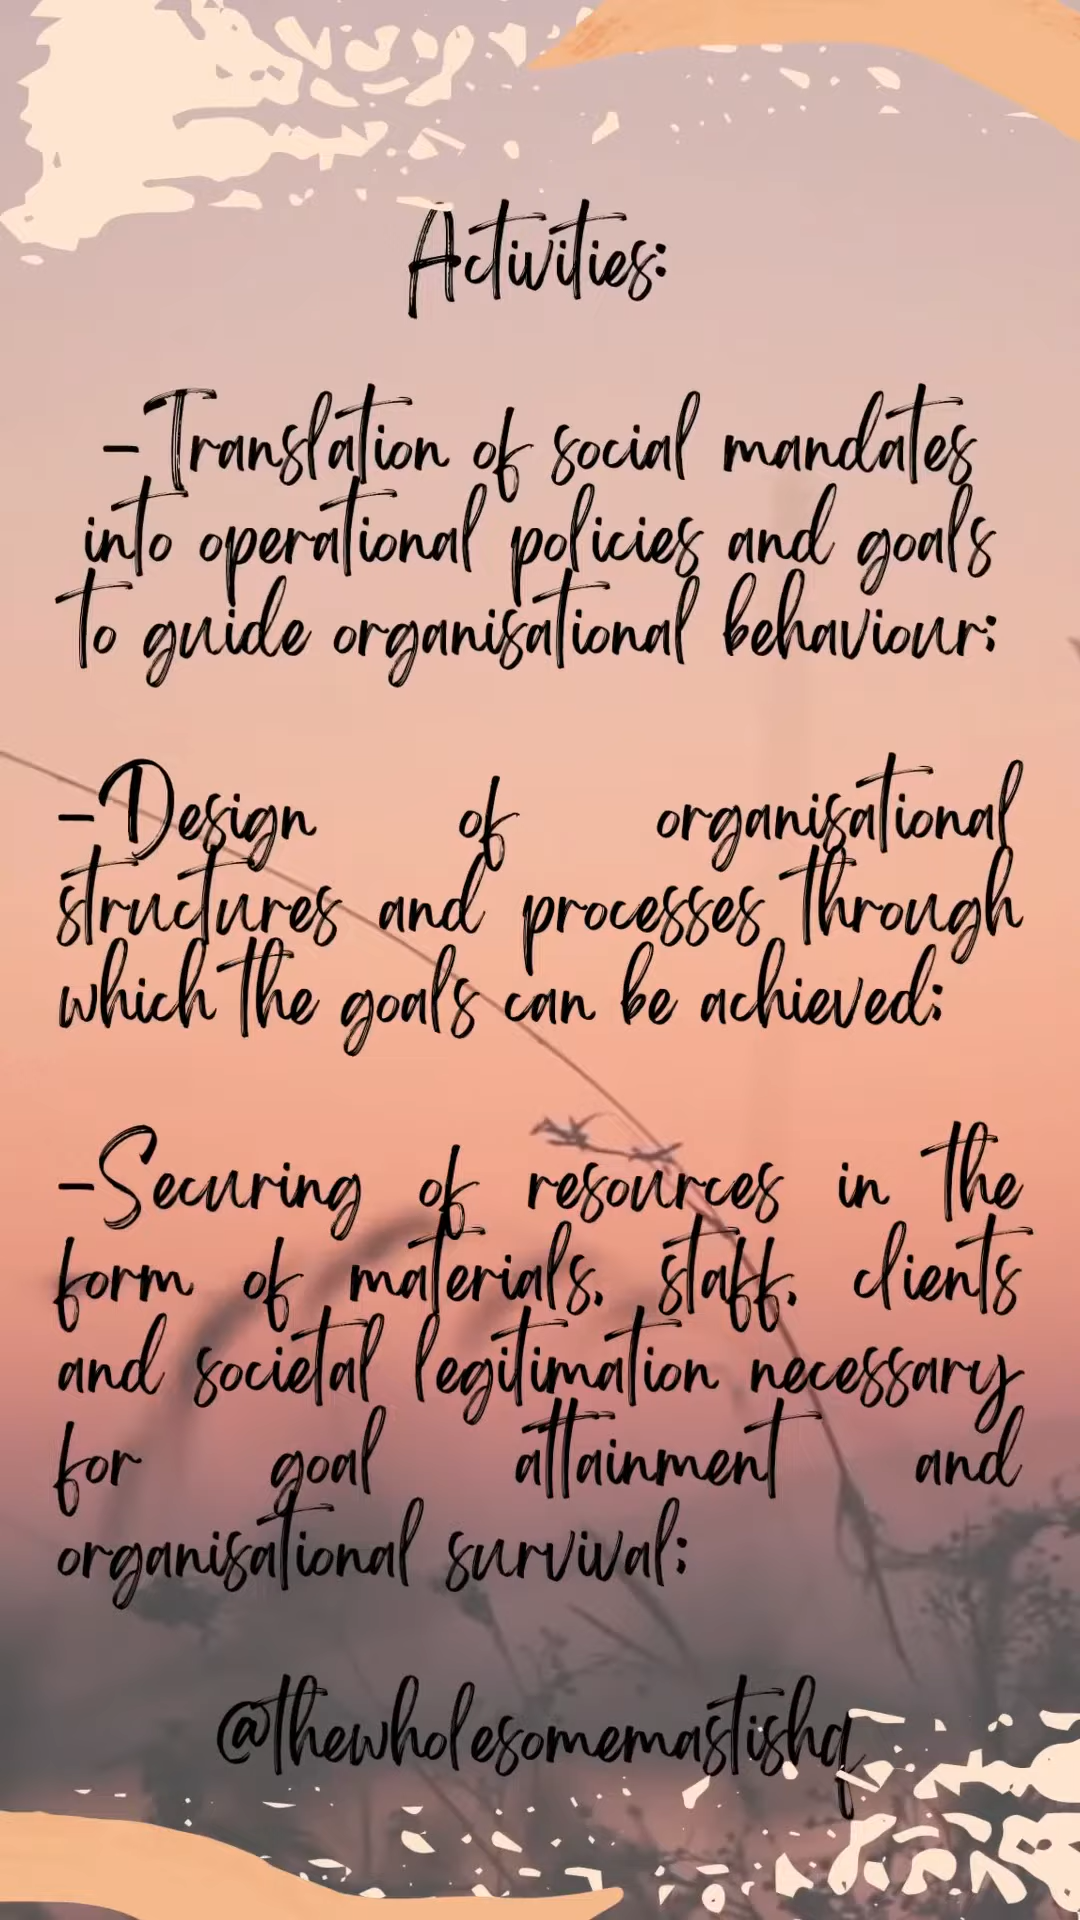 Activities:
-Translation of social mandates
into operational policies and goals
to guide organisational behaviour;
-Design of organisational
structures and processes through
which the goals can be achieved;
-Securing of resources in the
form of materials, staff, clients
and societal legitimation necessary
for goal attainment and
organisational survival;
@thewholesomemastishq